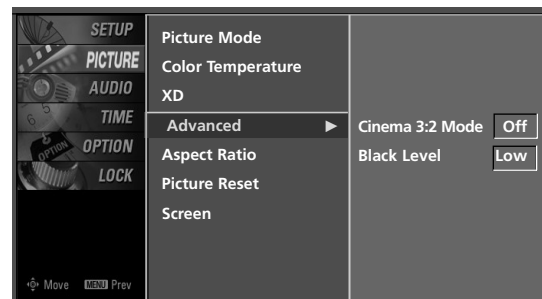 SETUP
PICTURE
AUDIO
TIME
OPTION
LOCK
Move MENU Prev
Picture Mode
Color Temperature
XD
Advanced ▶
Aspect Ratio
Picture Reset
Screen
Cinema 3:2 Mode Off
Black Level Low